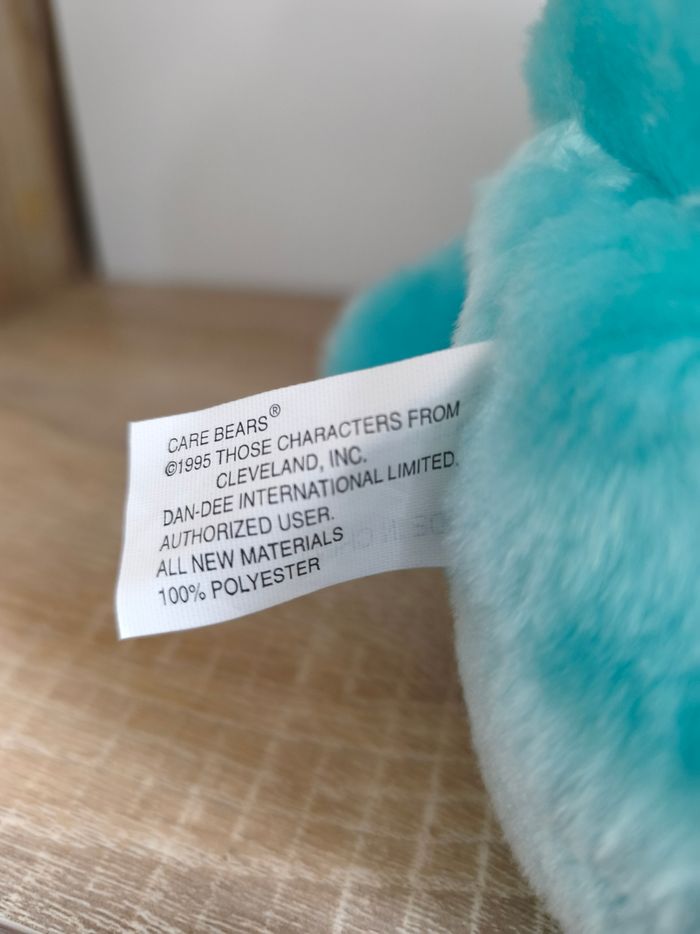 CARE BEARS®
©1995 THOSE CHARACTERS FROM
CLEVELAND, INC.
DAN-DEE INTERNATIONAL LIMITED.
AUTHORIZED USER.
ALL NEW MATERIALS
100% POLYESTER